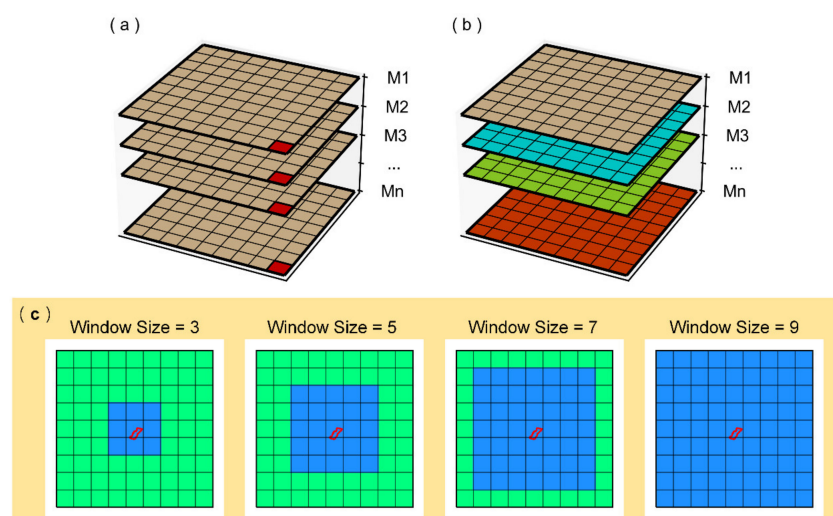 ( a )
M1
M2
M3
...
Mn
( b )
M1
M2
M3
...
Mn
( c )
Window Size = 3
Window Size = 5
Window Size = 7
Window Size = 9